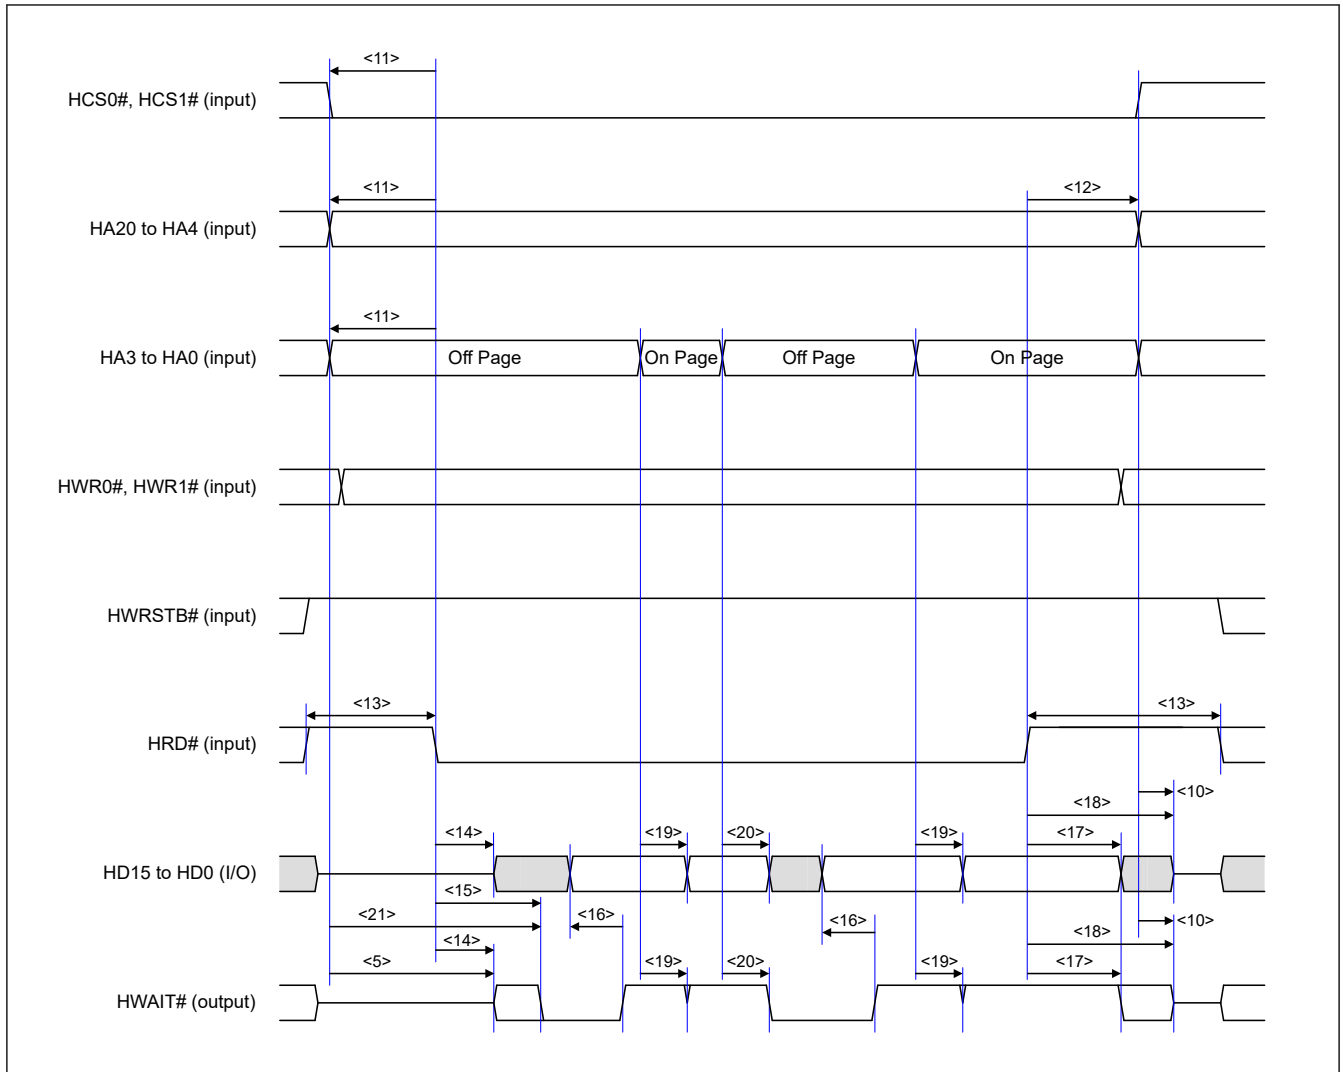 <11>
HCS0#, HCS1# (input)
<11>
<12>
HA20 to HA4 (input)
<11>
HA3 to HA0 (input)
Off Page
On Page
Off Page
On Page
HWR0#, HWR1# (input)
HWRSTB# (input)
<13>
<13>
HRD# (input)
<10>
<18>
<14>
<19>
<20>
<19>
<17>
HD15 to HD0 (I/O)
<15>
<21>
<16>
<16>
<10>
<18>
<14>
<5>
<19>
<20>
<19>
<17>
HWAIT# (output)